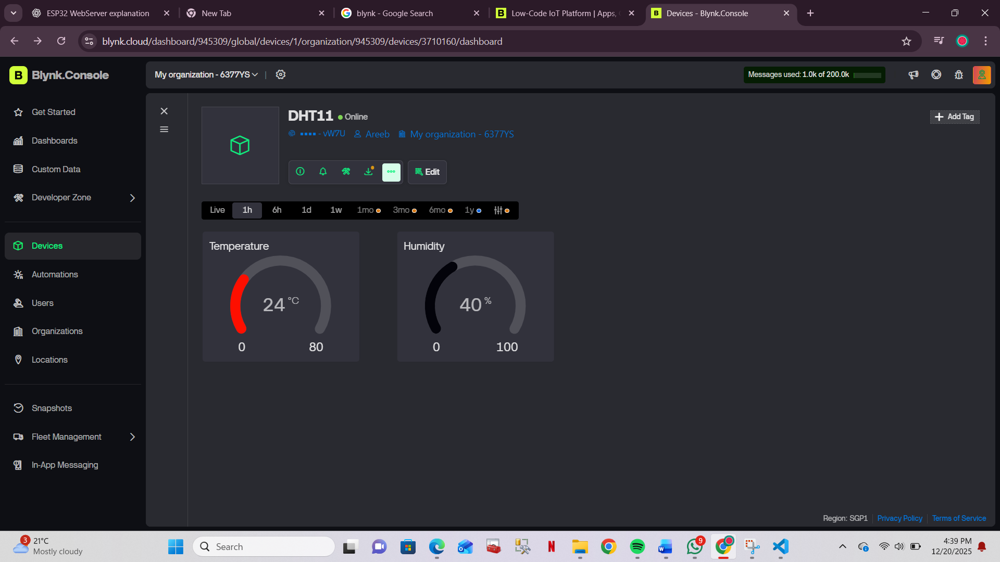 ESP32 WebServer explanation
New Tab
blynk - Google Search
Low-Code IoT Platform | Apps,
Devices - Blynk.Console
blynk.cloud/dashboard/945309/global/devices/1/organization/945309/devices/3710160/dashboard
B Blynk.Console
My organization - 6377YS
Messages used: 1.0k of 200.0k
Get Started
Dashboards
Custom Data
Developer Zone
Devices
Automations
Users
Organizations
Locations
Snapshots
Fleet Management
In-App Messaging
DHT11 Online
•••• - vW7U Areeb My organization - 6377YS
Add Tag
Edit
Live 1h 6h 1d 1w 1mo 3mo 6mo 1y
Temperature
24 °C
0 80
Humidity
40 %
0 100
Region: SGP1 Privacy Policy Terms of Service
3
21°C
Mostly cloudy
Search
9
4:39 PM
12/20/2025